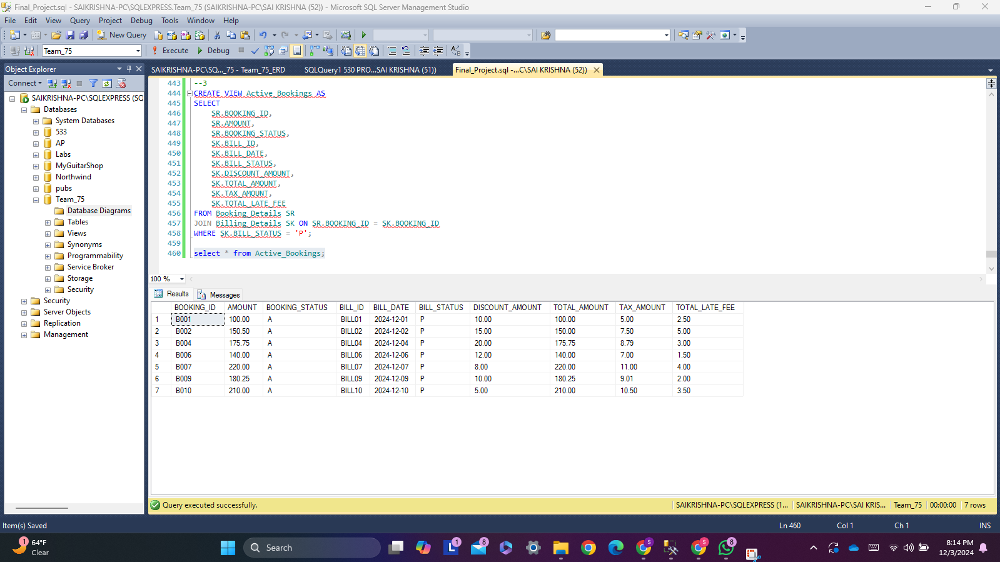 Final_Project.sql - SAIKRISHNA-PC\SQLEXPRESS.Team_75 (SAIKRISHNA-PC\SAI KRISHNA (52)) - Microsoft SQL Server Management Studio
File Edit View Query Project Debug Tools Window Help
New Query
Team_75 Execute Debug
Object Explorer
Connect
SAIKRISHNA-PC\SQLEXPRESS (SQ
Databases
System Databases
533
AP
Labs
MyGuitarShop
Northwind
pubs
Team_75
Database Diagrams
Tables
Views
Synonyms
Programmability
Service Broker
Storage
Security
Security
Server Objects
Replication
Management
SAIKRISHNA-PC\SQ..._75 - Team_75_ERD SQLQuery1 530 PRO...SAI KRISHNA (51)) Final_Project.sql -...C\SAI KRISHNA (52))
443 --3
444 CREATE VIEW Active_Bookings AS
445 SELECT
446 SR.BOOKING_ID,
447 SR.AMOUNT,
448 SR.BOOKING_STATUS,
449 SK.BILL_ID,
450 SK.BILL_DATE,
451 SK.BILL_STATUS,
452 SK.DISCOUNT_AMOUNT,
453 SK.TOTAL_AMOUNT,
454 SK.TAX_AMOUNT,
455 SK.TOTAL_LATE_FEE
456 FROM Booking_Details SR
457 JOIN Billing_Details SK ON SR.BOOKING_ID = SK.BOOKING_ID
458 WHERE SK.BILL_STATUS = 'P';
459
460 select * from Active_Bookings;
100 %
Results Messages
BOOKING_ID AMOUNT BOOKING_STATUS BILL_ID BILL_DATE BILL_STATUS DISCOUNT_AMOUNT TOTAL_AMOUNT TAX_AMOUNT TOTAL_LATE_FEE
1 B001 100.00 A BILL01 2024-12-01 P 10.00 100.00 5.00 2.50
2 B002 150.50 A BILL02 2024-12-02 P 15.00 150.00 7.50 5.00
3 B004 175.75 A BILL04 2024-12-04 P 20.00 175.75 8.79 3.00
4 B006 140.00 A BILL06 2024-12-06 P 12.00 140.00 7.00 1.50
5 B007 220.00 A BILL07 2024-12-07 P 8.00 220.00 11.00 4.00
6 B009 180.25 A BILL09 2024-12-09 P 10.00 180.25 9.01 2.00
7 B010 210.00 A BILL10 2024-12-10 P 5.00 210.00 10.50 3.50
Query executed successfully. SAIKRISHNA-PC\SQLEXPRESS (1... SAIKRISHNA-PC\SAI KRIS... Team_75 00:00:00 7 rows
Item(s) Saved Ln 460 Col 1 Ch 1 INS
1 64°F
Clear
Search
1
8
S
S
8
8:14 PM
12/3/2024